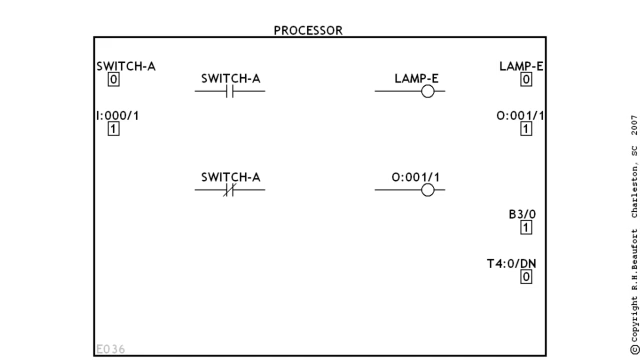 PROCESSOR
SWITCH-A
0
SWITCH-A
LAMP-E
LAMP-E
0
I:000/1
1
O:001/1
1
SWITCH-A
O:001/1
B3/0
1
T4:0/DN
0
E036
© Copyright R.H.Beaufort Charleston, SC 2007